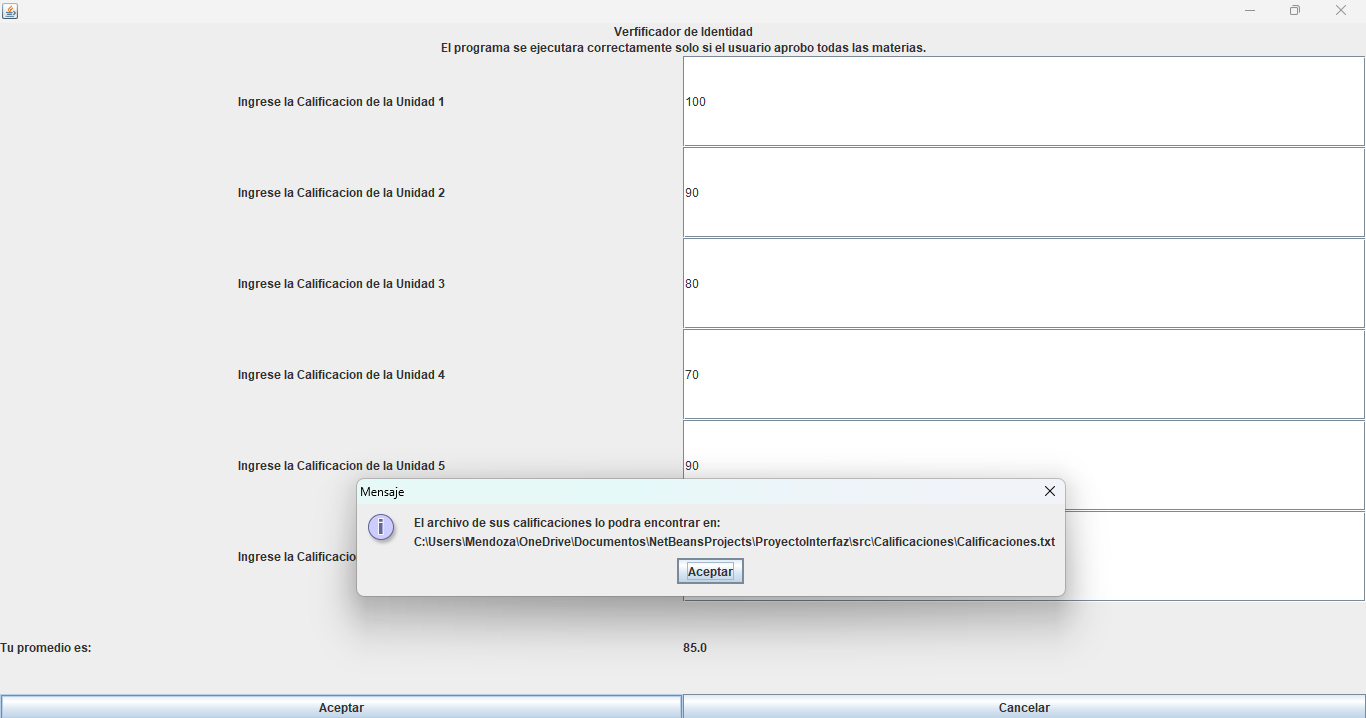 Verfificador de Identidad
El programa se ejecutara correctamente solo si el usuario aprobo todas las materias.
Ingrese la Calificacion de la Unidad 1
100
Ingrese la Calificacion de la Unidad 2
90
Ingrese la Calificacion de la Unidad 3
80
Ingrese la Calificacion de la Unidad 4
70
Ingrese la Calificacion de la Unidad 5
90
Mensaje
El archivo de sus calificaciones lo podra encontrar en:
C:\Users\Mendoza\OneDrive\Documentos\NetBeansProjects\ProyectoInterfaz\src\Calificaciones\Calificaciones.txt
Ingrese la Calificacio
Aceptar
Tu promedio es:
85.0
Aceptar
Cancelar